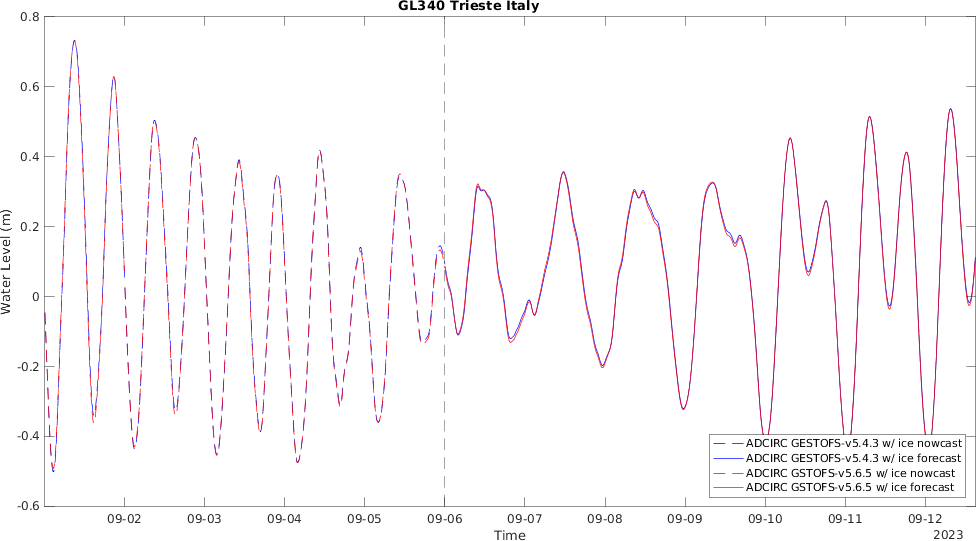 GL340 Trieste Italy
Water Level (m)
0.8
0.6
0.4
0.2
0
-0.2
-0.4
-0.6
ADCIRC GESTOFS-v5.4.3 w/ ice nowcast
ADCIRC GESTOFS-v5.4.3 w/ ice forecast
ADCIRC GSTOFS-v5.6.5 w/ ice nowcast
ADCIRC GSTOFS-v5.6.5 w/ ice forecast
09-02 09-03 09-04 09-05 09-06 09-07 09-08 09-09 09-10 09-11 09-12
Time
2023